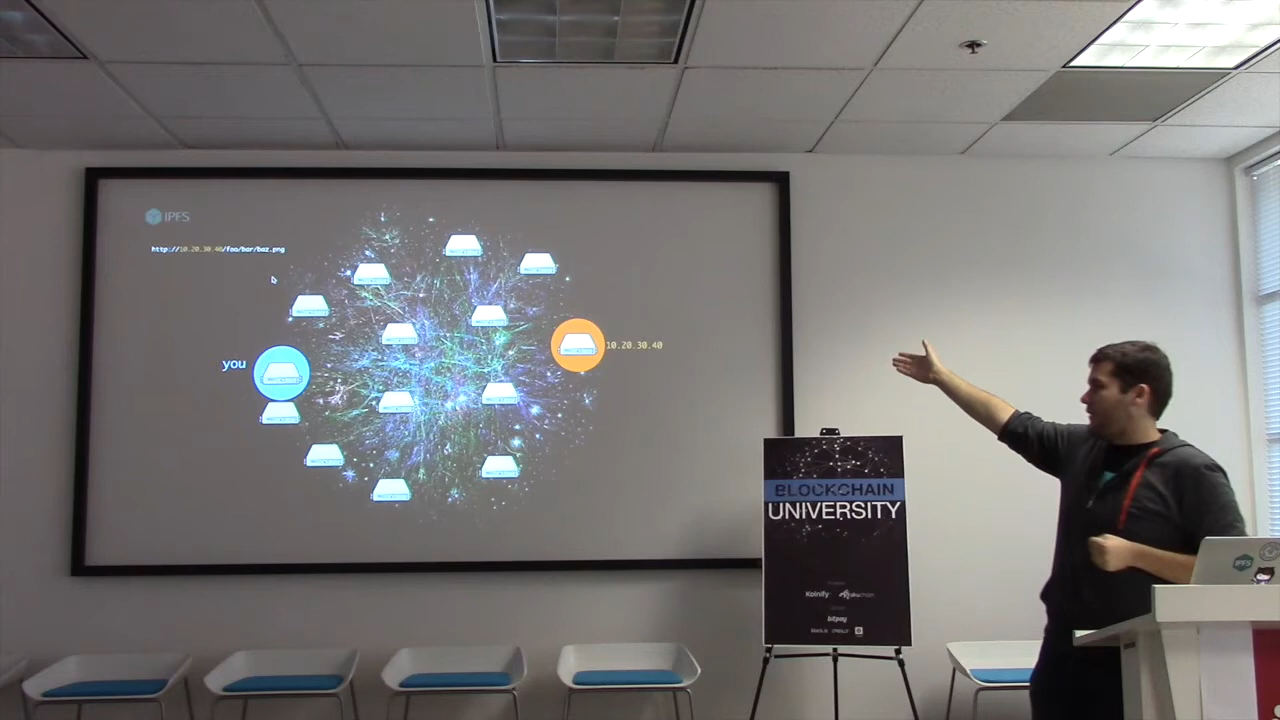 IPFS
http://10.20.30.40/foo/bar/baz.png
you
10.20.30.40
BLOCKCHAIN
UNIVERSITY
Koinify
bitpay
IPFS